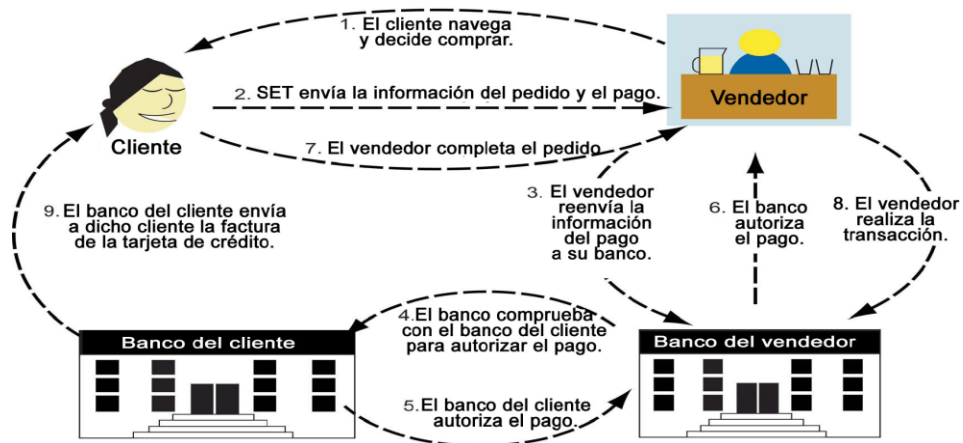 1. El cliente navega
y decide comprar.
2. SET envía la información del pedido y el pago.
Vendedor
Cliente
7. El vendedor completa el pedido
3. El vendedor
reenvía la
información
del pago
a su banco.
6. El banco
autoriza
el pago.
8. El vendedor
realiza la
transacción.
9. El banco del cliente envía
a dicho cliente la factura
de la tarjeta de crédito.
4. El banco comprueba
con el banco del cliente
para autorizar el pago.
Banco del cliente
Banco del vendedor
5. El banco del cliente
autoriza el pago.